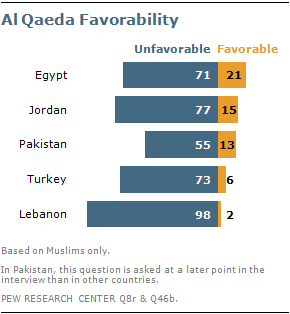 Al Qaeda Favorability
Unfavorable Favorable
Egypt 71 21
Jordan 77 15
Pakistan 55 13
Turkey 73 6
Lebanon 98 2
Based on Muslims only.
In Pakistan, this question is asked at a later point in the
interview than in other countries.
PEW RESEARCH CENTER Q8r & Q46b.